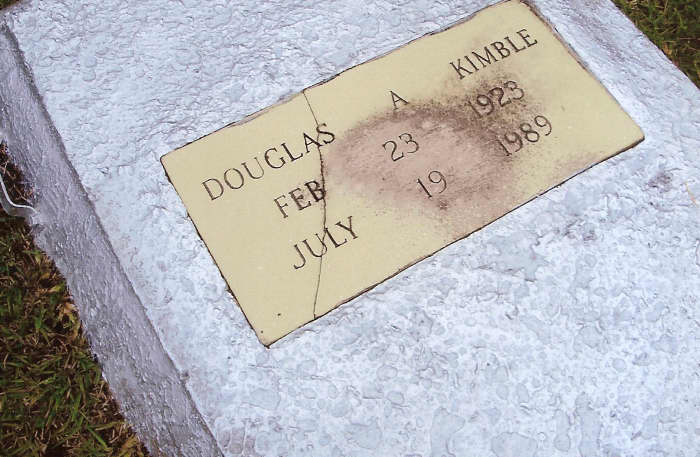 DOUGLAS A KIMBLE
FEB 23 1923
JULY 19 1989